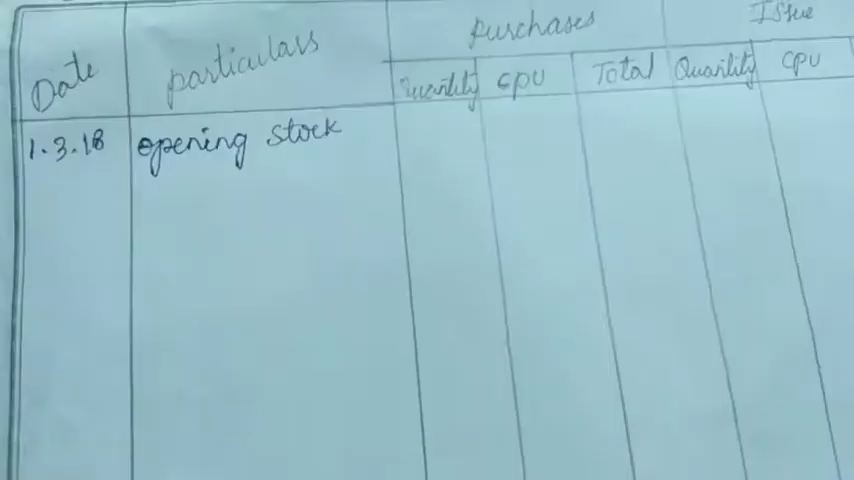 Date
particulars
purchases
Issue
Quantity
CPU
Total
Quantity
CPU
1.3.18
opening stock